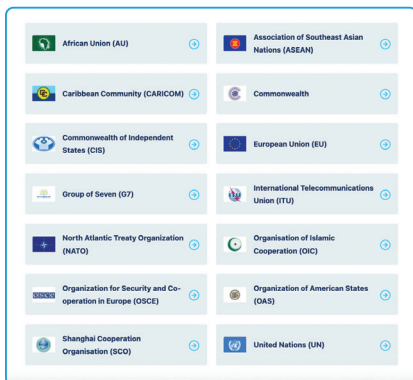 African Union (AU)
Association of Southeast Asian
Nations (ASEAN)
Caribbean Community (CARICOM)
Commonwealth
Commonwealth of Independent
States (CIS)
European Union (EU)
Group of Seven (G7)
International Telecommunications
Union (ITU)
North Atlantic Treaty Organization
(NATO)
Organisation of Islamic
Cooperation (OIC)
OSCE
Organization for Security and Co-
operation in Europe (OSCE)
Organization of American States
(OAS)
Shanghai Cooperation
Organisation (SCO)
United Nations (UN)